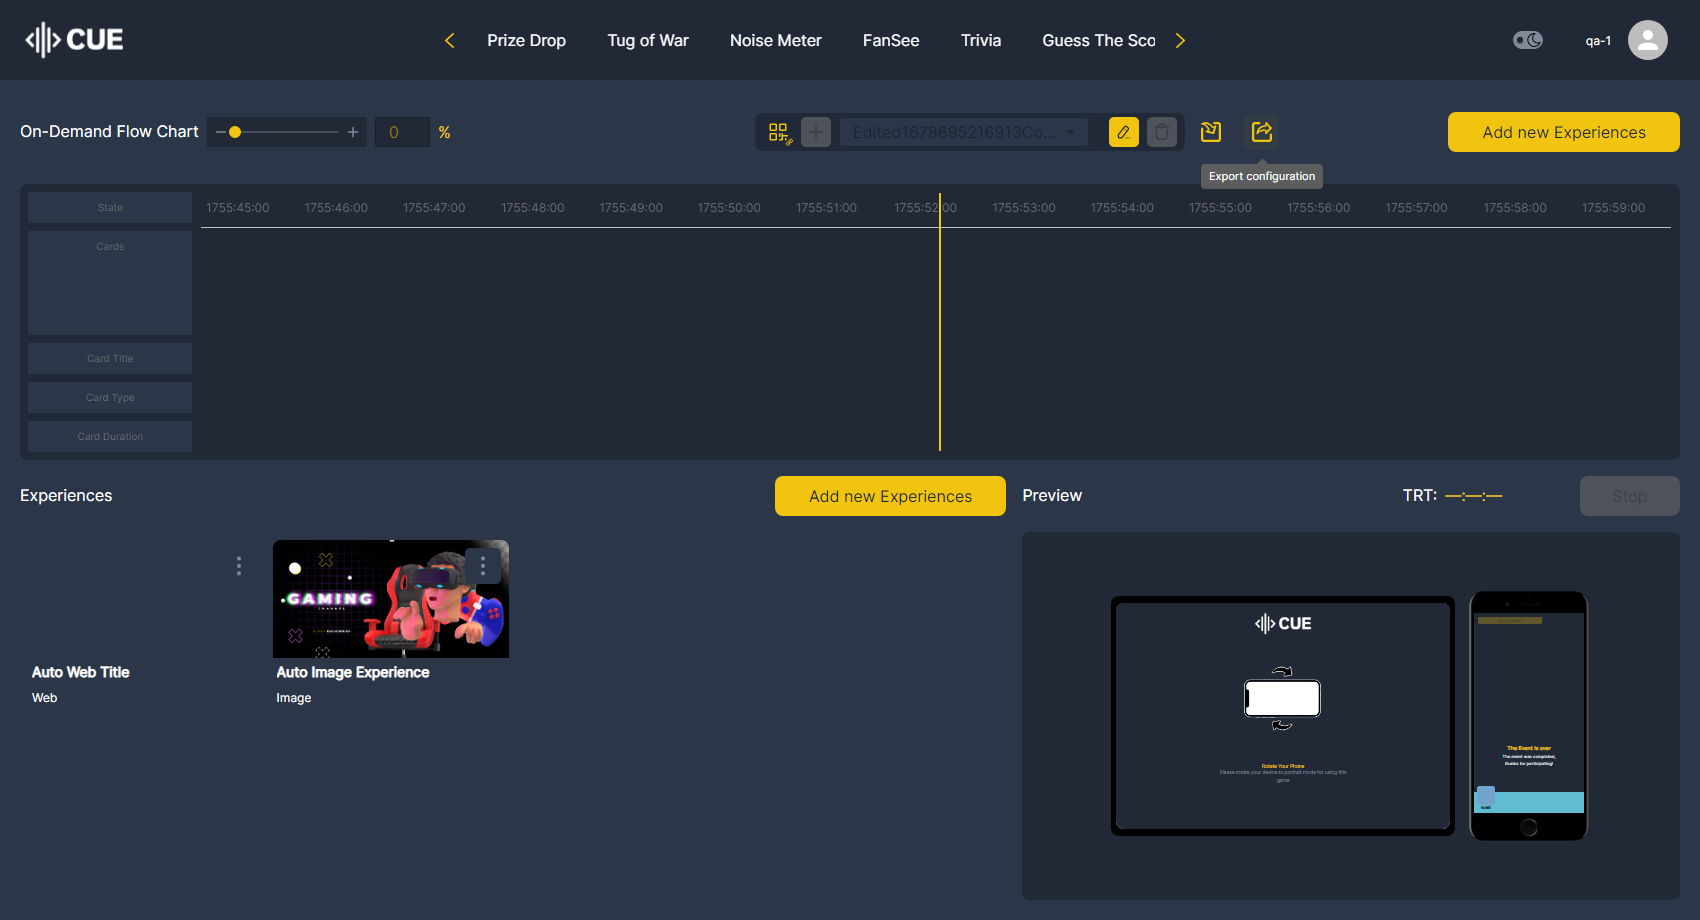 CUE
Prize Drop
Tug of War
Noise Meter
FanSee
Trivia
Guess The Sco
qa-1
On-Demand Flow Chart
0
%
Edited1678695216913Co...
Add new Experiences
Export configuration
State
1755:45:00
1755:46:00
1755:47:00
1755:48:00
1755:49:00
1755:50:00
1755:51:00
1755:52:00
1755:53:00
1755:54:00
1755:55:00
1755:56:00
1755:57:00
1755:58:00
1755:59:00
Cards
Card Title
Card Type
Card Duration
Experiences
Add new Experiences
Preview
TRT: —:—:—
Stop
GAMING
CHANNEL
Auto Web Title
Web
Auto Image Experience
Image
CUE
Rotate Your Phone
Please rotate your device to portrait mode for using this
game
The Event is over
The event was completed,
thanks for participating!
HOME